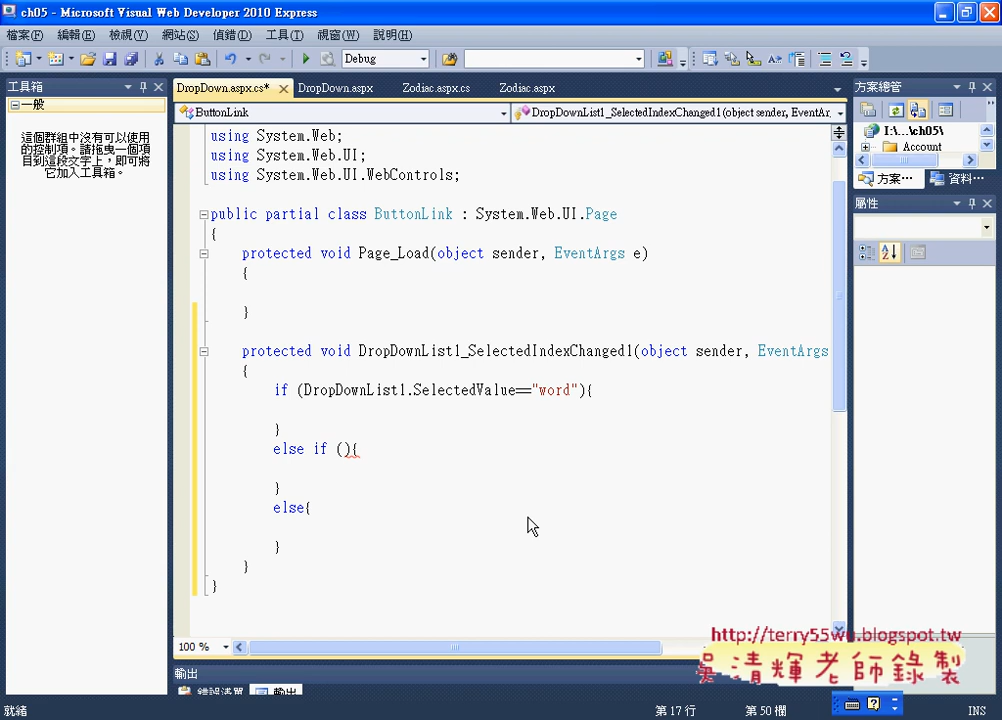 ch05 - Microsoft Visual Web Developer 2010 Express
檔案(F) 編輯(E) 檢視(V) 網站(S) 偵錯(D) 工具(T) 視窗(W) 說明(H)
Debug
工具箱
一般
這個群組中沒有可以使用
的控制項。請拖曳一個項
目到這段文字上，即可將
它加入工具箱。
DropDown.aspx.cs* DropDown.aspx Zodiac.aspx.cs Zodiac.aspx
ButtonLink DropDownList1_SelectedIndexChanged1(object sender, EventAr
using System.Web;
using System.Web.UI;
using System.Web.UI.WebControls;
public partial class ButtonLink : System.Web.UI.Page
{
protected void Page_Load(object sender, EventArgs e)
{
}
protected void DropDownList1_SelectedIndexChanged1(object sender, EventArgs
{
if (DropDownList1.SelectedValue=="word"){
}
else if (){
}
else{
}
}
}
100 %
輸出
錯誤清單 輸出
方案總管
I:\...\ch05\
Account
方案... 資料...
屬性
http://terry55wu.blogspot.tw
吳清輝老師錄製
就緒 第 17 行 第 50 欄 INS